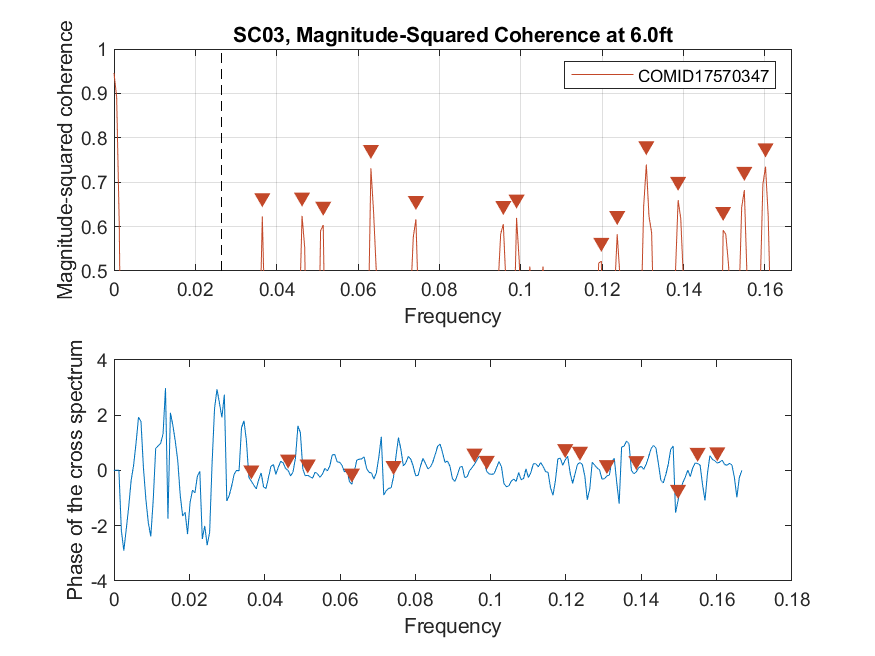 SC03, Magnitude-Squared Coherence at 6.0ft
Magnitude-squared coherence
1
0.9
0.8
0.7
0.6
0.5
COMID17570347
0 0.02 0.04 0.06 0.08 0.1 0.12 0.14 0.16
Frequency
Phase of the cross spectrum
4
2
0
-2
-4
0 0.02 0.04 0.06 0.08 0.1 0.12 0.14 0.16 0.18
Frequency